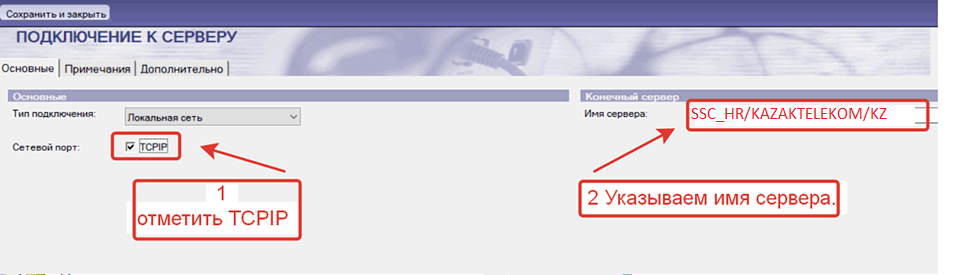 Сохранить и закрыть
ПОДКЛЮЧЕНИЕ К СЕРВЕРУ
Основные Примечания Дополнительно
Основные
Тип подключения: Локальная сеть
Сетевой порт: TCPIP
Конечный сервер
Имя сервера: SSC_HR/KAZAKTELEKOM/KZ
1
отметить TCPIP
2 Указываем имя сервера.